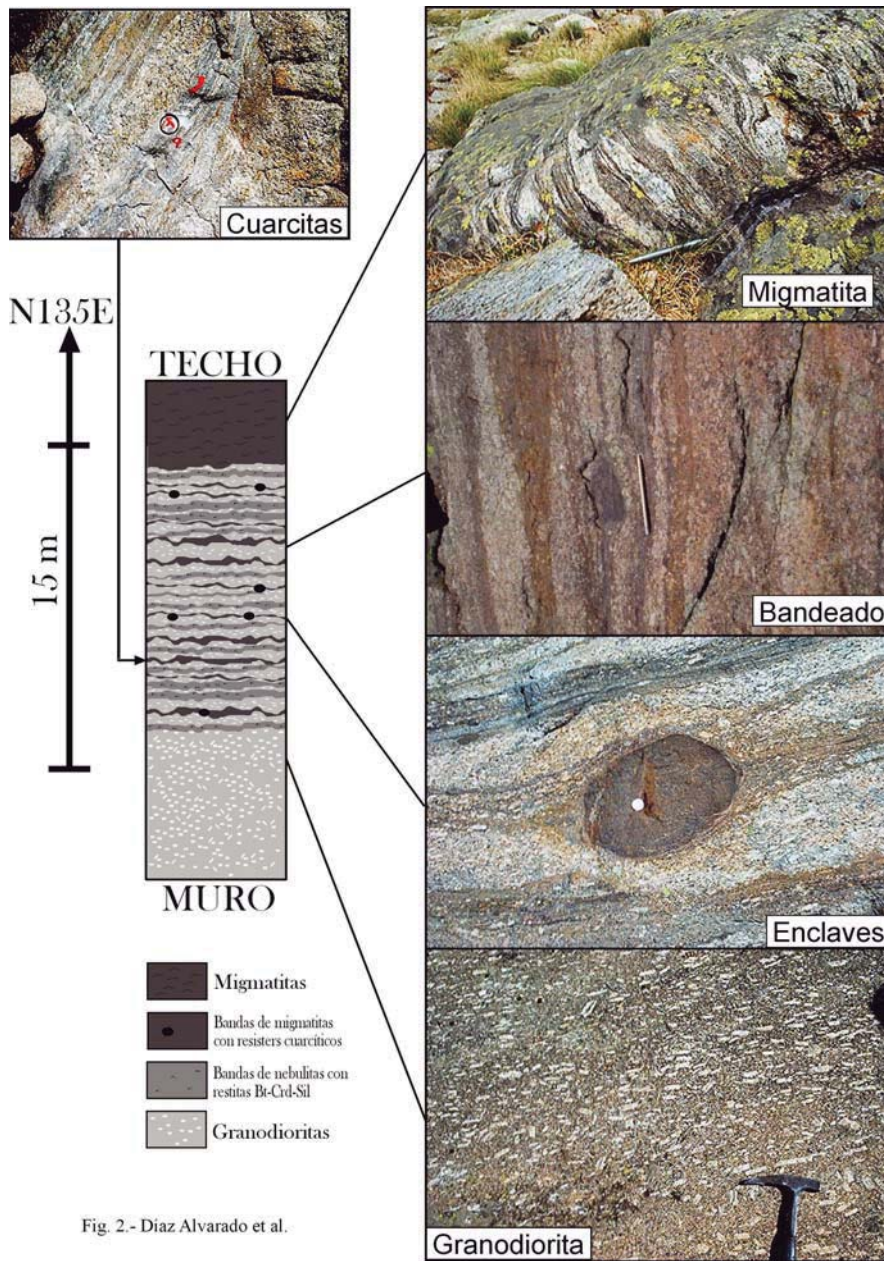 Cuarcitas
?
Migmatita
N135E
TECHO
Bandeado
15 m
Enclaves
MURO
Migmatitas
Bandas de migmatitas
con resisters cuarcíticos
Bandas de nebulitas con
restitas Bt-Crd-Sil
Granodioritas
Granodiorita
Fig. 2.- Díaz Alvarado et al.